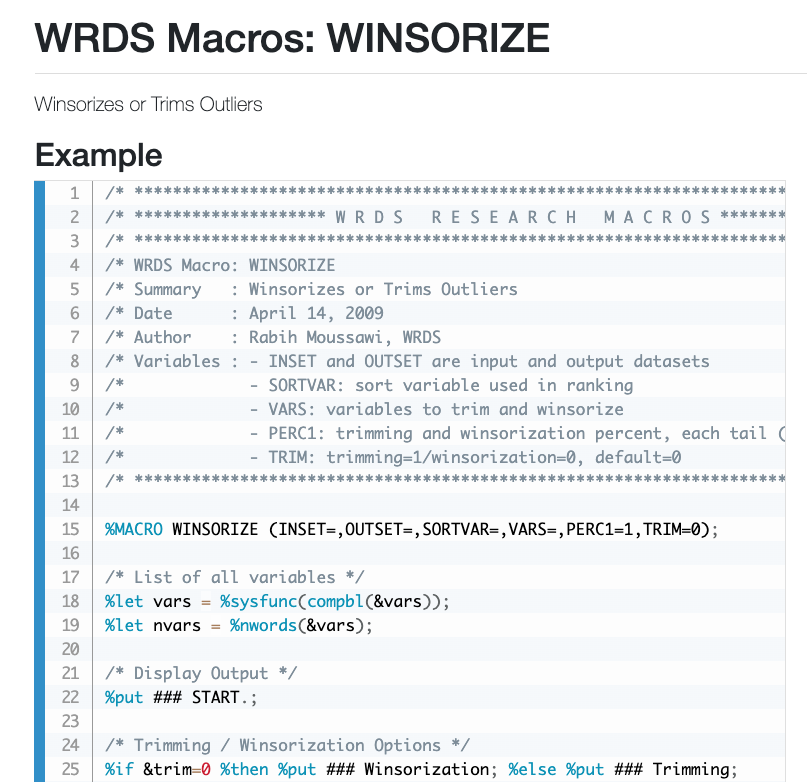 WRDS Macros: WINSORIZE
Winsorizes or Trims Outliers
Example
1 /* ********************************************************************
2 /* ******************** W R D S   R E S E A R C H   M A C R O S *******
3 /* ********************************************************************
4 /* WRDS Macro: WINSORIZE
5 /* Summary   : Winsorizes or Trims Outliers
6 /* Date      : April 14, 2009
7 /* Author    : Rabih Moussawi, WRDS
8 /* Variables : - INSET and OUTSET are input and output datasets
9 /*             - SORTVAR: sort variable used in ranking
10 /*             - VARS: variables to trim and winsorize
11 /*             - PERC1: trimming and winsorization percent, each tail (
12 /*             - TRIM: trimming=1/winsorization=0, default=0
13 /* ********************************************************************
14
15 %MACRO WINSORIZE (INSET=,OUTSET=,SORTVAR=,VARS=,PERC1=1,TRIM=0);
16
17 /* List of all variables */
18 %let vars = %sysfunc(compbl(&vars));
19 %let nvars = %nwords(&vars);
20
21 /* Display Output */
22 %put ### START.;
23
24 /* Trimming / Winsorization Options */
25 %if &trim=0 %then %put ### Winsorization; %else %put ### Trimming;